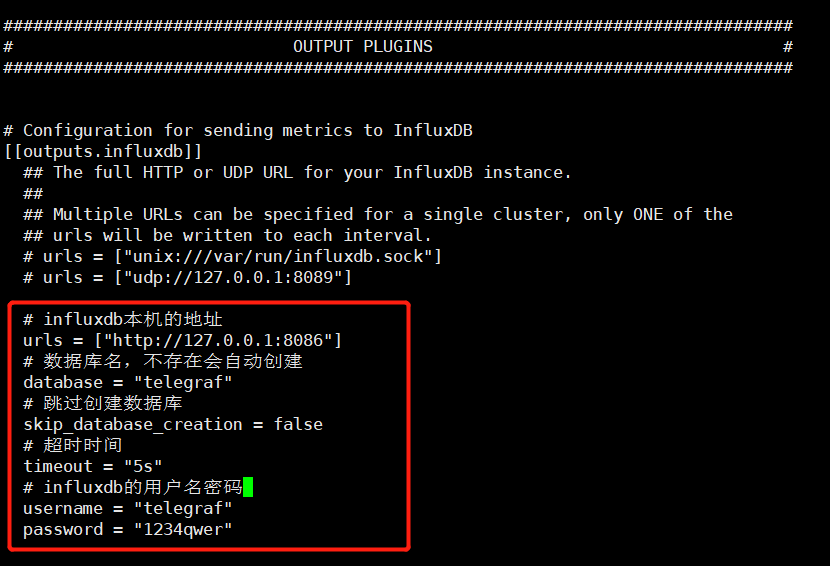 ###############################################################################
#                            OUTPUT PLUGINS                                   #
###############################################################################
# Configuration for sending metrics to InfluxDB
[[outputs.influxdb]]
  ## The full HTTP or UDP URL for your InfluxDB instance.
  ##
  ## Multiple URLs can be specified for a single cluster, only ONE of the
  ## urls will be written to each interval.
  # urls = ["unix:///var/run/influxdb.sock"]
  # urls = ["udp://127.0.0.1:8089"]
  # influxdb本机的地址
  urls = ["http://127.0.0.1:8086"]
  # 数据库名，不存在会自动创建
  database = "telegraf"
  # 跳过创建数据库
  skip_database_creation = false
  # 超时时间
  timeout = "5s"
  # influxdb的用户名密码
  username = "telegraf"
  password = "1234qwer"